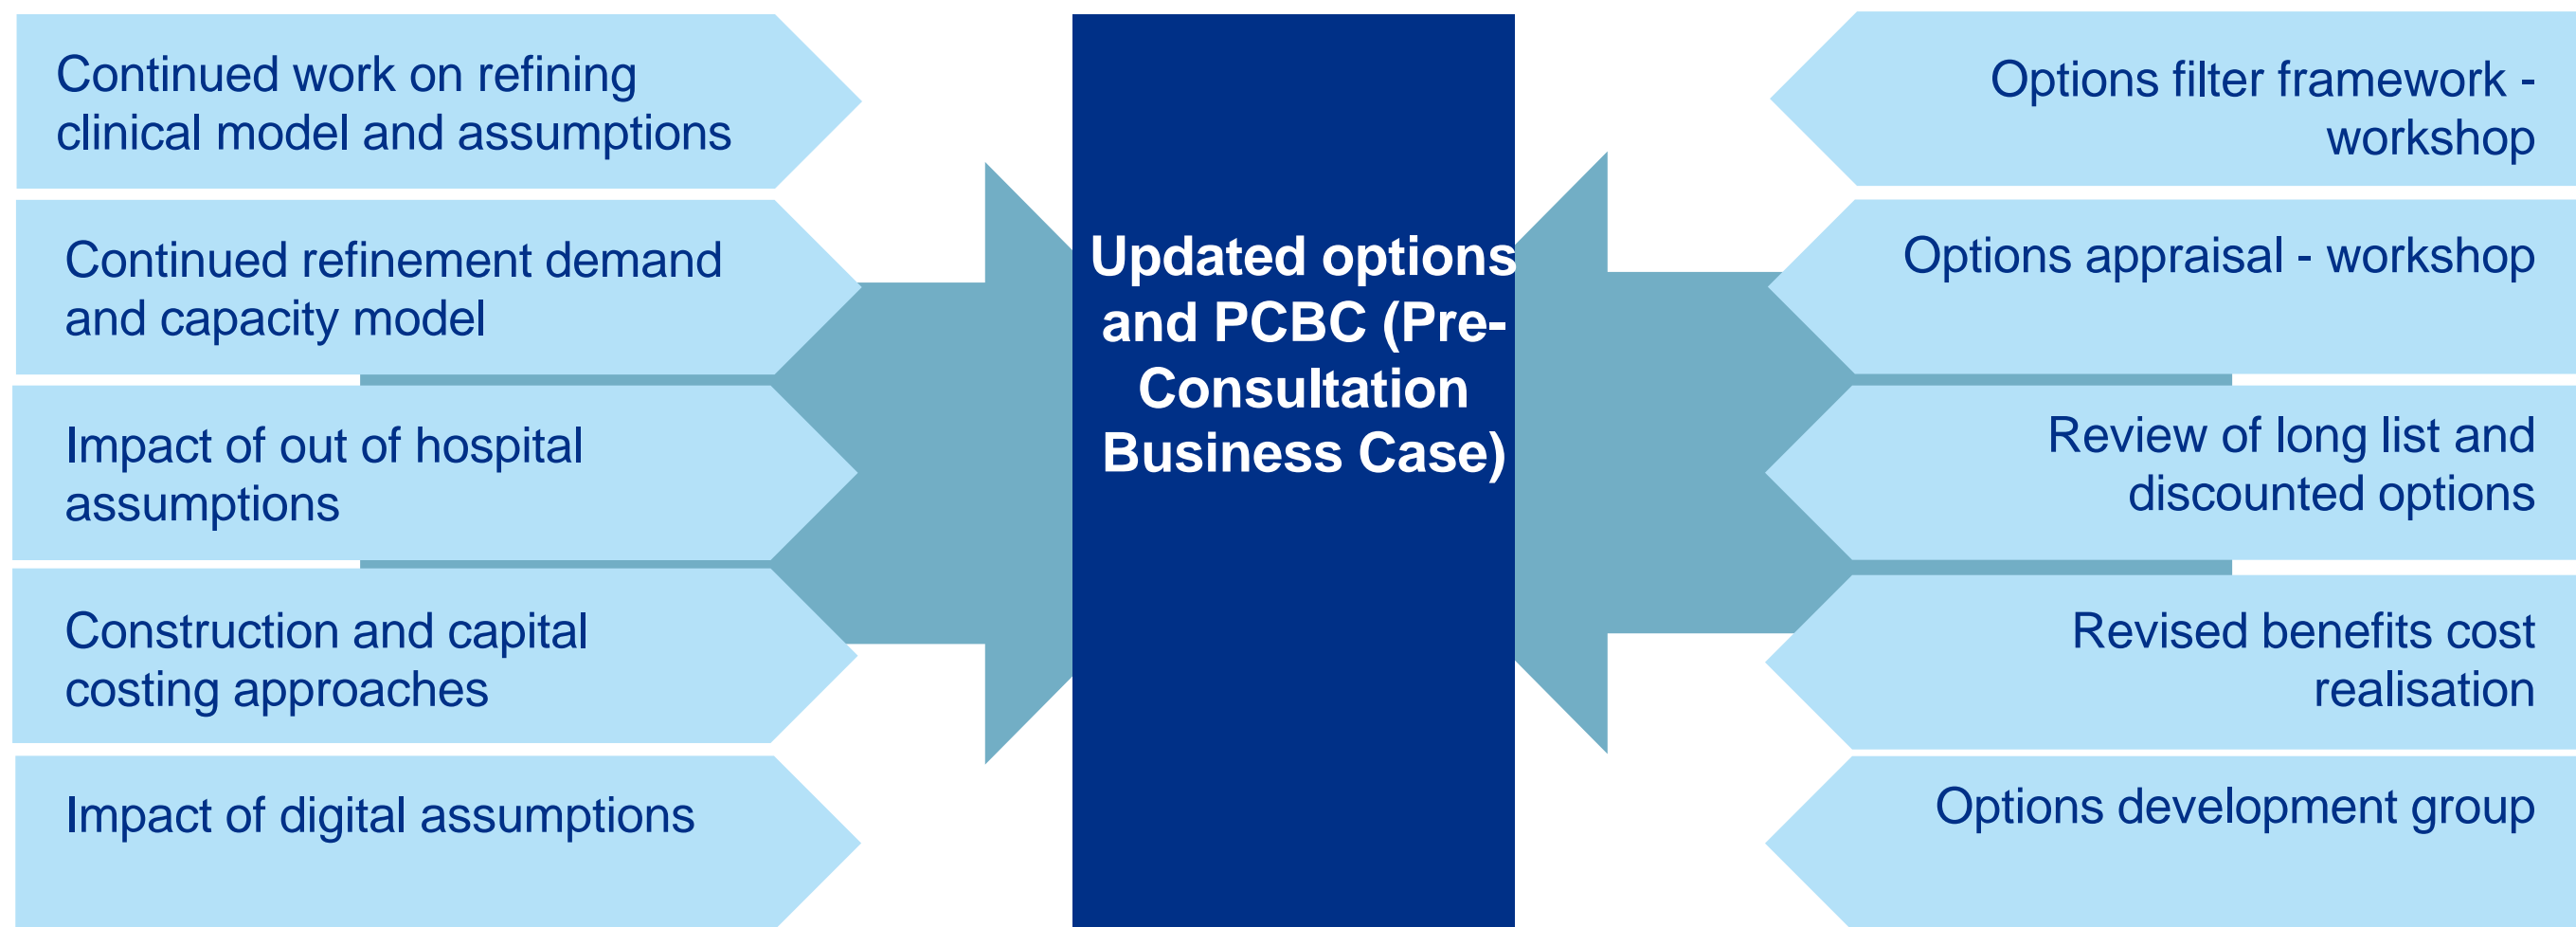 Continued work on refining
clinical model and assumptions
Continued refinement demand
and capacity model
Impact of out of hospital
assumptions
Construction and capital
costing approaches
Impact of digital assumptions
Updated options
and PCBC (Pre-
Consultation
Business Case)
Options filter framework -
workshop
Options appraisal - workshop
Review of long list and
discounted options
Revised benefits cost
realisation
Options development group